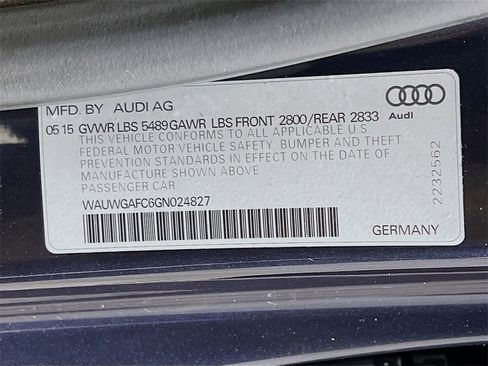 MFD. BY AUDI AG
Audi
05 15 GVWR LBS 5489 GAWR LBS FRONT 2800/REAR 2833
THIS VEHICLE CONFORMS TO ALL APPLICABLE U S
FEDERAL MOTOR VEHICLE SAFETY, BUMPER AND THEFT
PREVENTION STANDARDS IN EFFECT ON THE DATE OF
MANUFACTURE SHOWN ABOVE
PASSENGER CAR
WAUWGAFC6GN024827
2232562
GERMANY